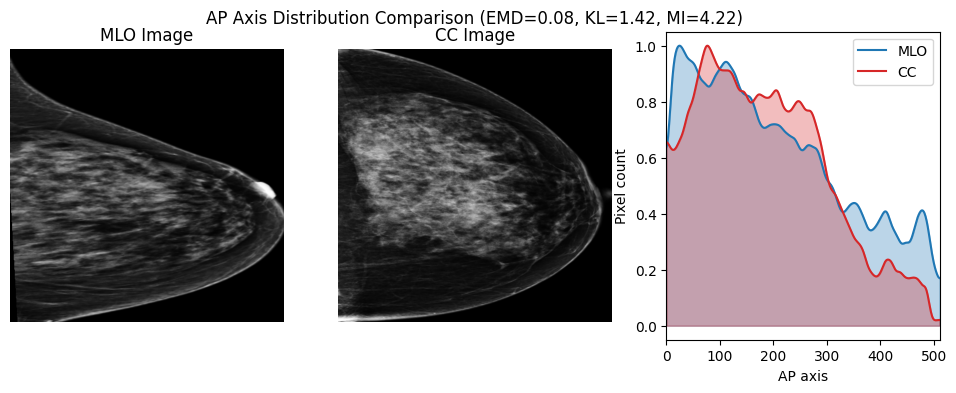 AP Axis Distribution Comparison (EMD=0.08, KL=1.42, MI=4.22)
MLO Image
CC Image
MLO
CC
1.0
0.8
0.6
0.4
0.2
0.0
Pixel count
0 100 200 300 400 500
AP axis